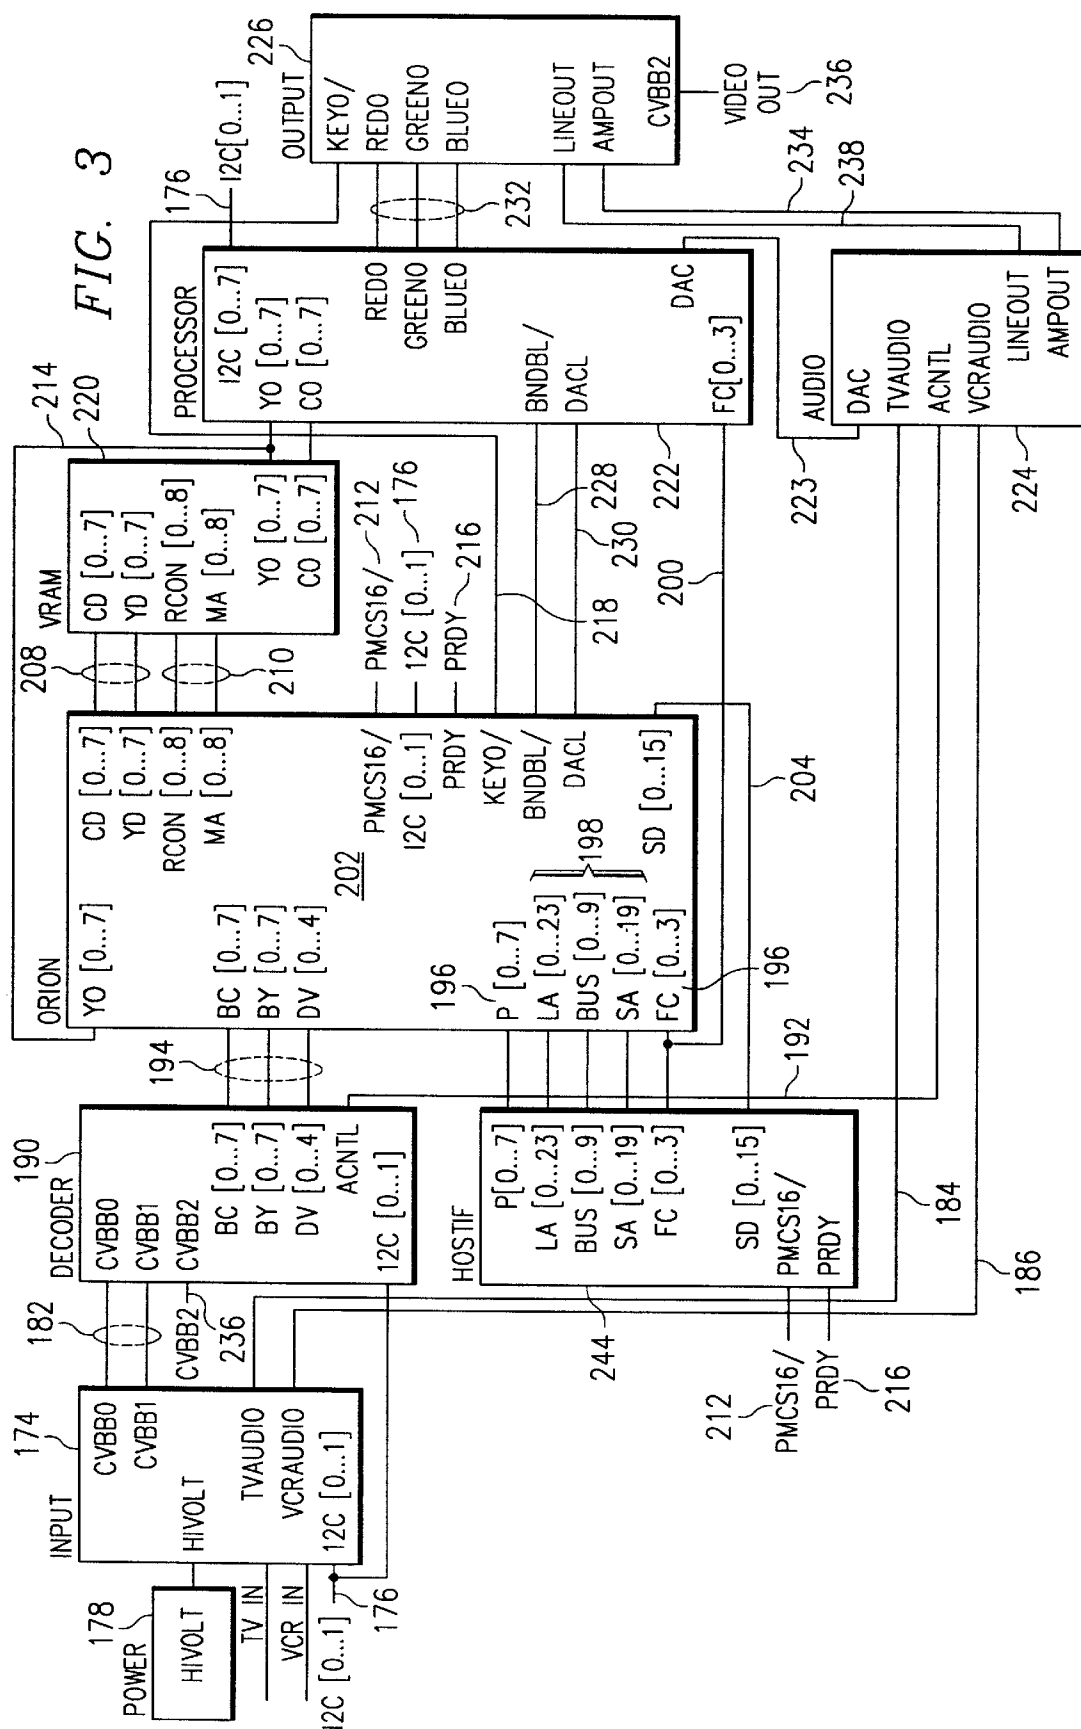 FIG. 3
178
POWER
HIVOLT
TV IN
VCR IN
I2C [0...1]
176
174
INPUT
CVBB0
CVBB1
HIVOLT
TVAUDIO
VCRAUDIO
12C [0...1]
182
CVBB2
236
190
DECODER
CVBB0
CVBB1
CVBB2
BC [0...7]
BY [0...7]
DV [0...4]
ACNTL
12C [0...1]
194
HOSTIF
244
P[0...7]
LA [0...23]
BUS [0...9]
SA [0...19]
FC [0...3]
SD [0...15]
PMCS16/
PRDY
212
PMCS16/
PRDY
216
192
184
186
ORION
YO [0...7]
BC [0...7]
BY [0...7]
DV [0...4]
202
196
P [0...7]
LA [0...23]
BUS [0...9]
SA [0...19]
198
FC [0...3]
196
CD [0...7]
YD [0...7]
RCON [0...8]
MA [0...8]
PMCS16/
I2C [0...1]
PRDY
KEYO/
BNDBL/
DACL
SD [0...15]
204
208
210
PMCS16/
212
I2C [0...1]
176
PRDY
216
218
228
230
200
VRAM
220
214
CD [0...7]
YD [0...7]
RCON [0...8]
MA [0...8]
YO [0...7]
CO [0...7]
PROCESSOR
I2C [0...7]
YO [0...7]
CO [0...7]
REDO
GREENO
BLUEO
BNDBL/
DACL
DAC
FC[0...3]
222
223
176
I2C[0...1]
232
AUDIO
DAC
TVAUDIO
ACNTL
VCRAUDIO
LINEOUT
AMPOUT
224
234
238
OUTPUT
226
KEYO/
REDO
GREENO
BLUEO
LINEOUT
AMPOUT
CVBB2
VIDEO
OUT
236